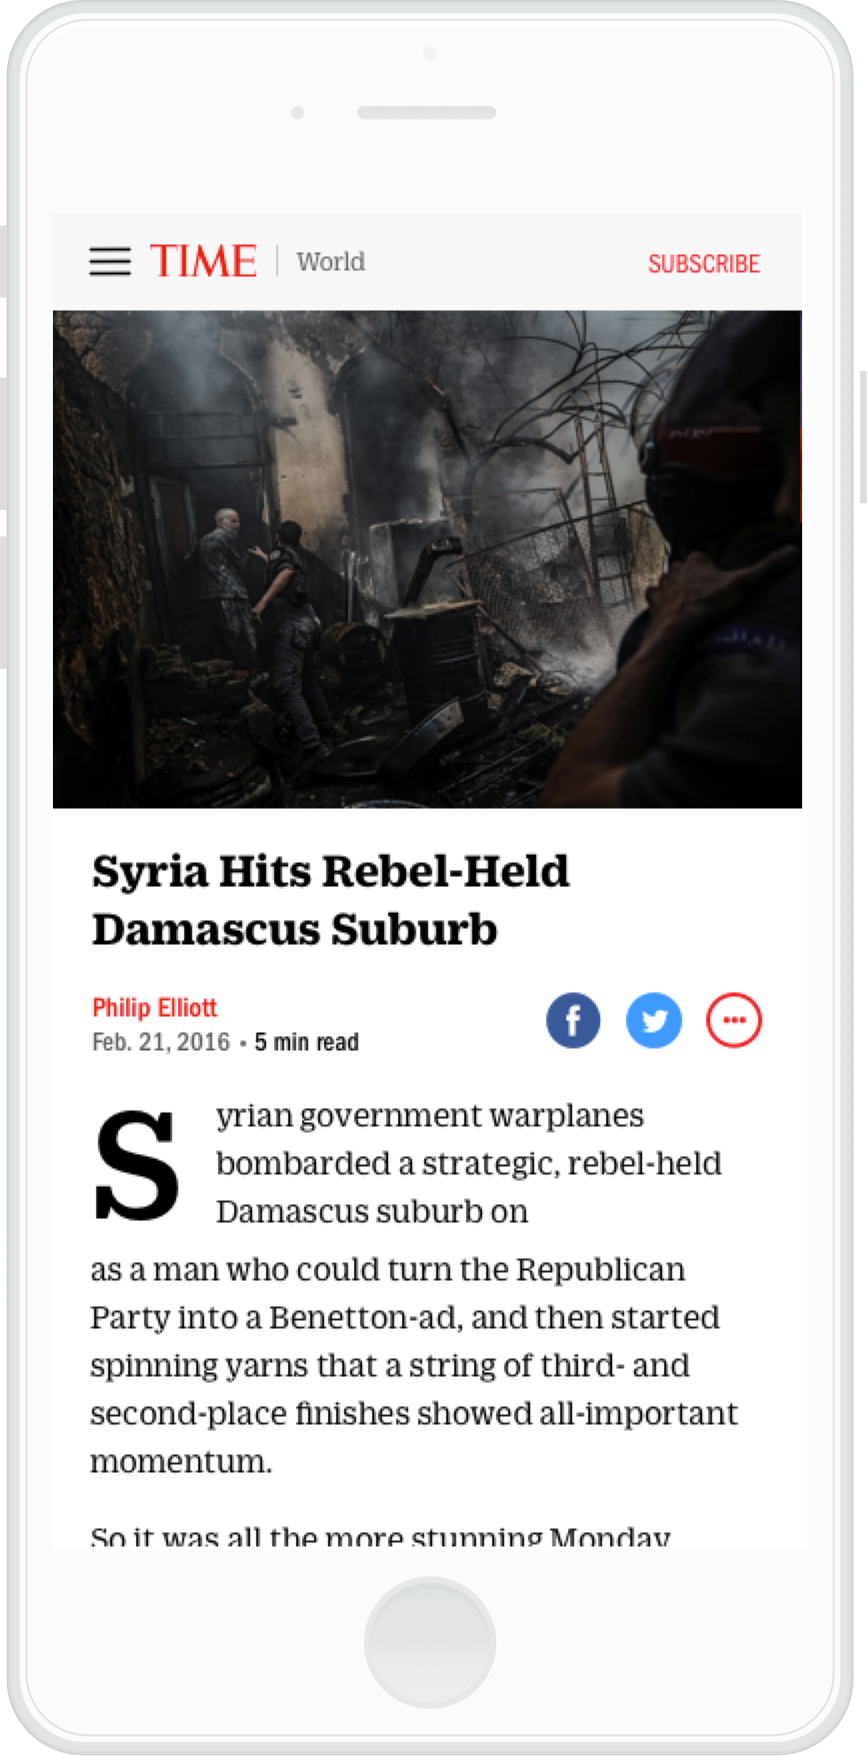 TIME | World
SUBSCRIBE
Syria Hits Rebel-Held
Damascus Suburb
Philip Elliott
Feb. 21, 2016 • 5 min read
Syrian government warplanes
bombarded a strategic, rebel-held
Damascus suburb on
as a man who could turn the Republican
Party into a Benetton-ad, and then started
spinning yarns that a string of third- and
second-place finishes showed all-important
momentum.
So it was all the more stunning Monday